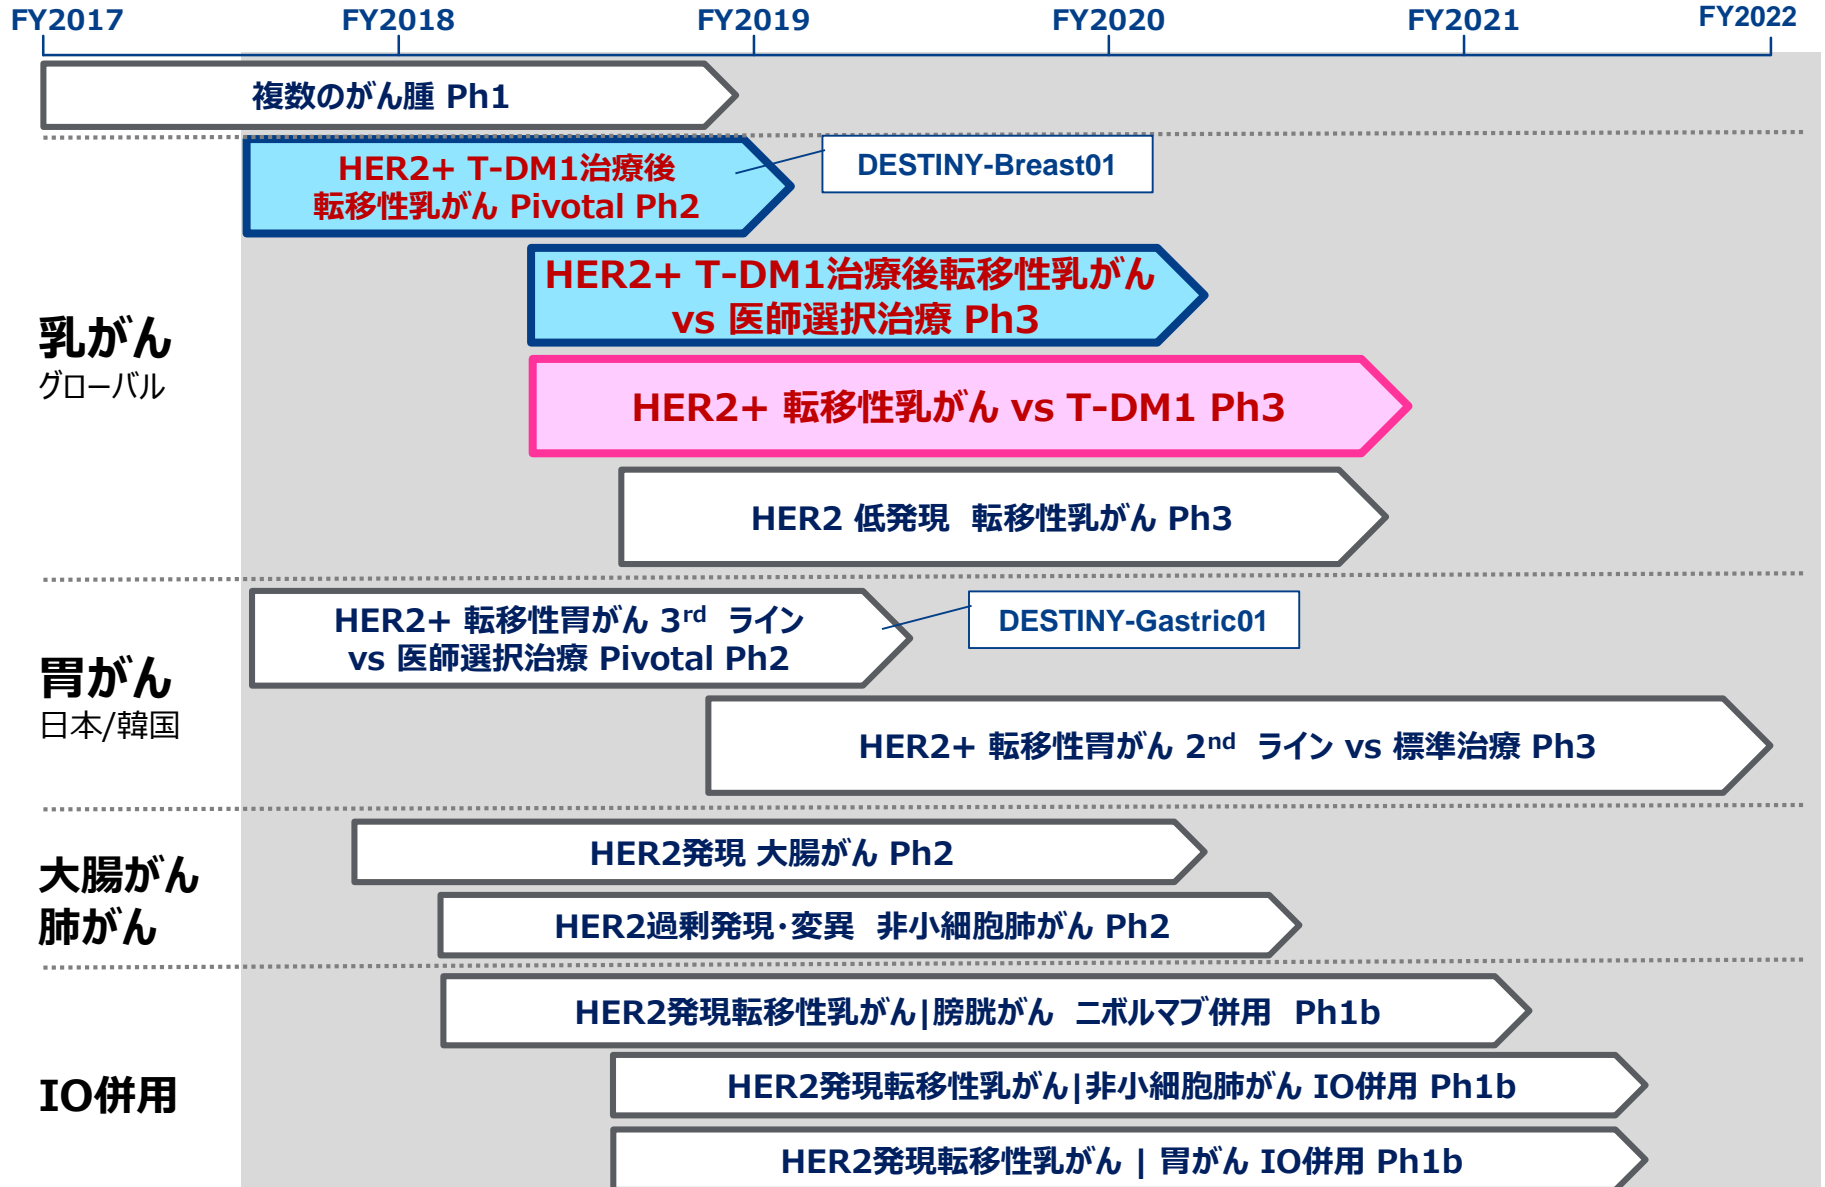 FY2017 FY2018 FY2019 FY2020 FY2021 FY2022
複数のがん腫 Ph1
HER2+ T-DM1治療後
転移性乳がん Pivotal Ph2
DESTINY-Breast01
HER2+ T-DM1治療後転移性乳がん
vs 医師選択治療 Ph3
乳がん
グローバル
HER2+ 転移性乳がん vs T-DM1 Ph3
HER2 低発現 転移性乳がん Ph3
HER2+ 転移性胃がん 3rd ライン
vs 医師選択治療 Pivotal Ph2
DESTINY-Gastric01
胃がん
日本/韓国
HER2+ 転移性胃がん 2nd ライン vs 標準治療 Ph3
大腸がん
肺がん
HER2発現 大腸がん Ph2
HER2過剰発現・変異 非小細胞肺がん Ph2
IO併用
HER2発現転移性乳がん|膀胱がん ニボルマブ併用 Ph1b
HER2発現転移性乳がん|非小細胞肺がん IO併用 Ph1b
HER2発現転移性乳がん | 胃がん IO併用 Ph1b